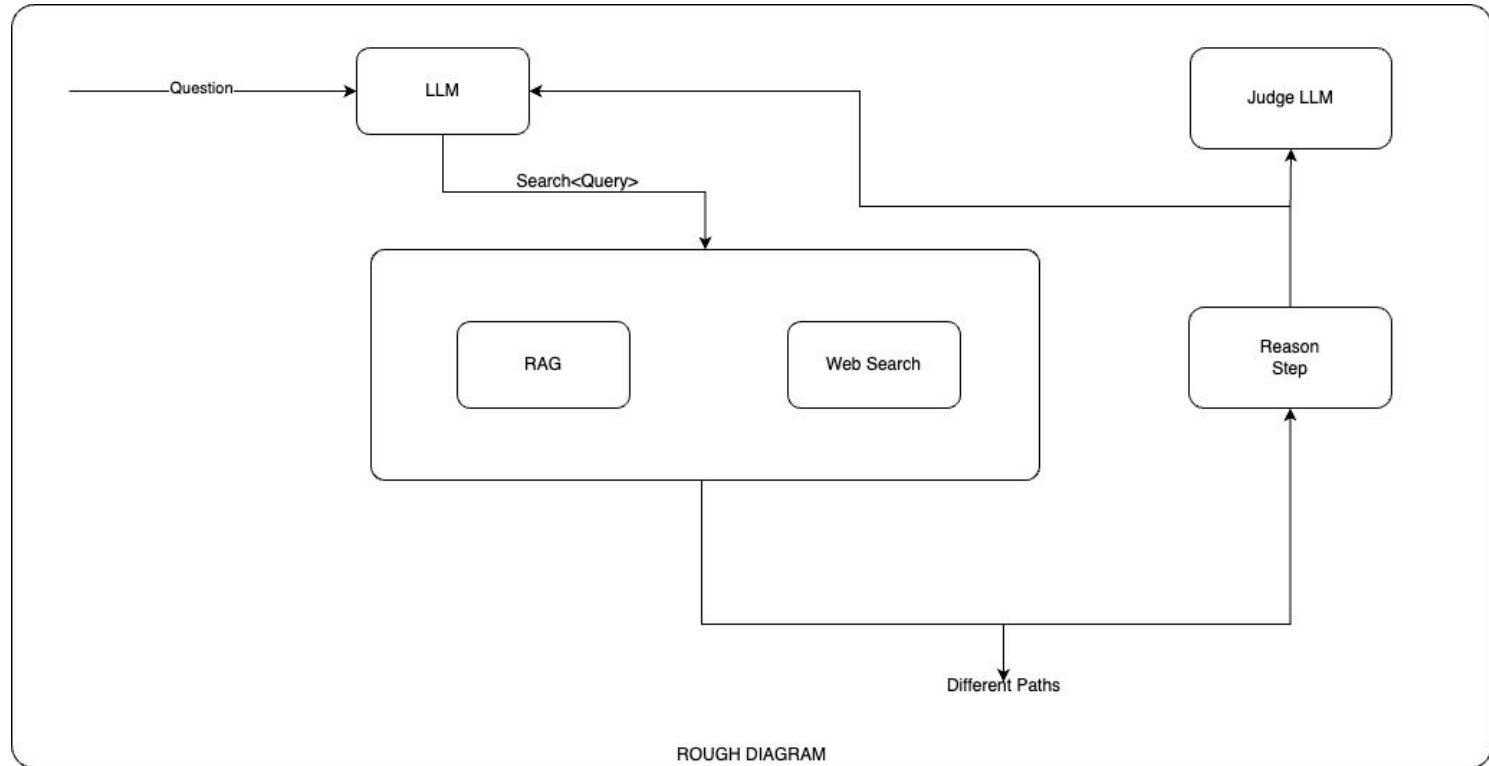 Question
LLM
Judge LLM
Search<Query>
RAG
Web Search
Reason
Step
Different Paths
ROUGH DIAGRAM